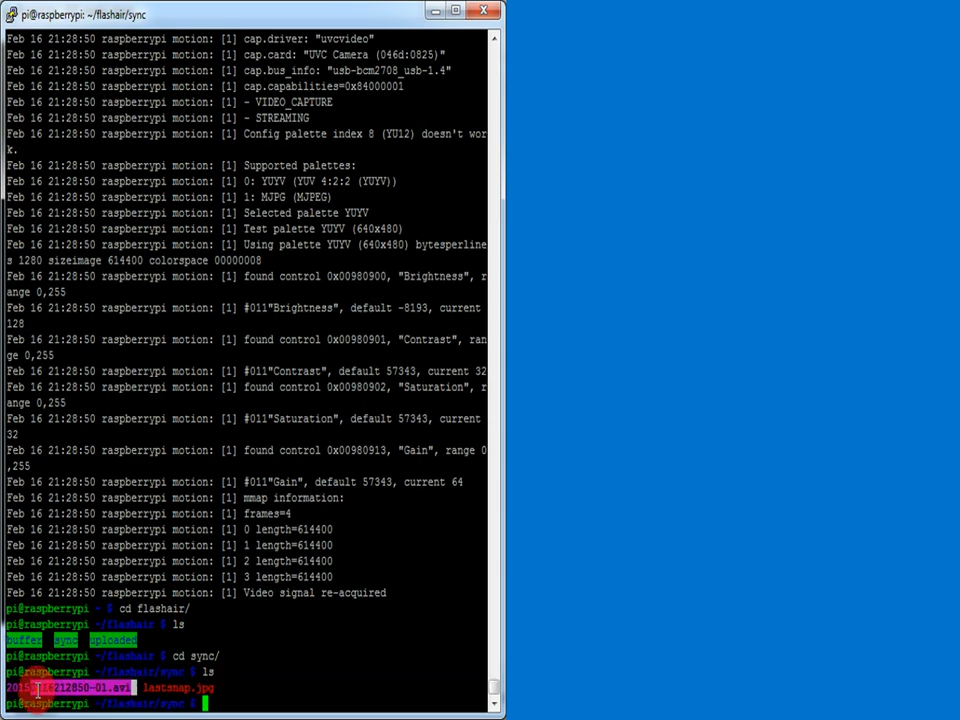 pi@raspberrypi: ~/flashair/sync
Feb 16 21:28:50 raspberrypi motion: [1] cap.driver: "uvcvideo"
Feb 16 21:28:50 raspberrypi motion: [1] cap.card: "UVC Camera (046d:0825)"
Feb 16 21:28:50 raspberrypi motion: [1] cap.bus_info: "usb-bcm2708_usb-1.4"
Feb 16 21:28:50 raspberrypi motion: [1] cap.capabilities=0x84000001
Feb 16 21:28:50 raspberrypi motion: [1] - VIDEO_CAPTURE
Feb 16 21:28:50 raspberrypi motion: [1] - STREAMING
Feb 16 21:28:50 raspberrypi motion: [1] Config palette index 8 (YU12) doesn't wor
k.
Feb 16 21:28:50 raspberrypi motion: [1] Supported palettes:
Feb 16 21:28:50 raspberrypi motion: [1] 0: YUYV (YUV 4:2:2 (YUYV))
Feb 16 21:28:50 raspberrypi motion: [1] 1: MJPG (MJPEG)
Feb 16 21:28:50 raspberrypi motion: [1] Selected palette YUYV
Feb 16 21:28:50 raspberrypi motion: [1] Test palette YUYV (640x480)
Feb 16 21:28:50 raspberrypi motion: [1] Using palette YUYV (640x480) bytesperline
s 1280 sizeimage 614400 colorspace 00000008
Feb 16 21:28:50 raspberrypi motion: [1] found control 0x00980900, "Brightness", r
ange 0,255
Feb 16 21:28:50 raspberrypi motion: [1] #011"Brightness", default -8193, current
128
Feb 16 21:28:50 raspberrypi motion: [1] found control 0x00980901, "Contrast", ran
ge 0,255
Feb 16 21:28:50 raspberrypi motion: [1] #011"Contrast", default 57343, current 32
Feb 16 21:28:50 raspberrypi motion: [1] found control 0x00980902, "Saturation", r
ange 0,255
Feb 16 21:28:50 raspberrypi motion: [1] #011"Saturation", default 57343, current
32
Feb 16 21:28:50 raspberrypi motion: [1] found control 0x00980913, "Gain", range 0
,255
Feb 16 21:28:50 raspberrypi motion: [1] #011"Gain", default 57343, current 64
Feb 16 21:28:50 raspberrypi motion: [1] mmap information:
Feb 16 21:28:50 raspberrypi motion: [1] frames=4
Feb 16 21:28:50 raspberrypi motion: [1] 0 length=614400
Feb 16 21:28:50 raspberrypi motion: [1] 1 length=614400
Feb 16 21:28:50 raspberrypi motion: [1] 2 length=614400
Feb 16 21:28:50 raspberrypi motion: [1] 3 length=614400
Feb 16 21:28:50 raspberrypi motion: [1] Video signal re-acquired
pi@raspberrypi ~ $ cd flashair/
pi@raspberrypi ~/flashair $ ls
buffer sync uploaded
pi@raspberrypi ~/flashair $ cd sync/
pi@raspberrypi ~/flashair/sync $ ls
lastsnap.jpg
pi@raspberrypi ~/flashair/sync $